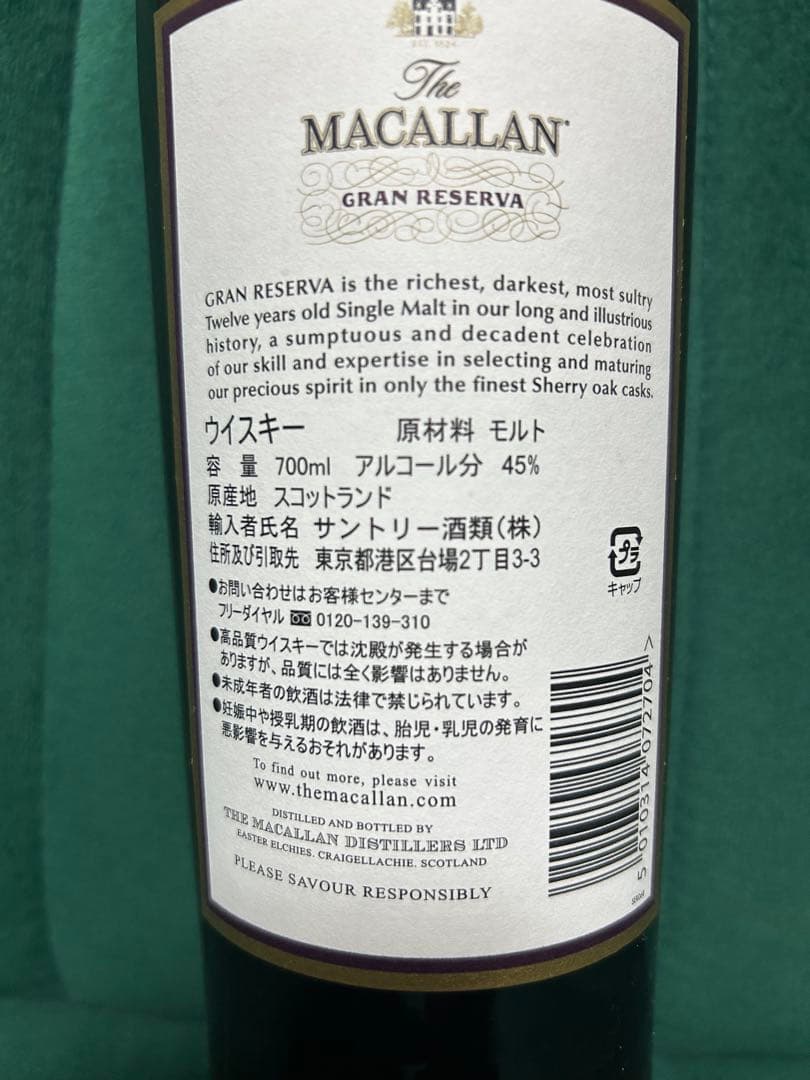 EST. 1824
The
MACALLAN
GRAN RESERVA
GRAN RESERVA is the richest, darkest, most sultry
Twelve years old Single Malt in our long and illustrious
history, a sumptuous and decadent celebration
of our skill and expertise in selecting and maturing
our precious spirit in only the finest Sherry oak casks.
ウイスキー 原材料 モルト
容 量 700ml アルコール分 45%
原産地 スコットランド
輸入者氏名 サントリー酒類(株)
住所及び引取先 東京都港区台場2丁目3-3
プラ
キャップ
●お問い合わせはお客様センターまで
フリーダイヤル 0120-139-310
●高品質ウイスキーでは沈殿が発生する場合が
ありますが、品質には全く影響はありません。
●未成年者の飲酒は法律で禁じられています。
●妊娠中や授乳期の飲酒は、胎児・乳児の発育に
悪影響を与えるおそれがあります。
To find out more, please visit
www.themacallan.com
DISTILLED AND BOTTLED BY
THE MACALLAN DISTILLERS LTD
EASTER ELCHIES. CRAIGELLACHIE. SCOTLAND
PLEASE SAVOUR RESPONSIBLY
5 010314 072704 >